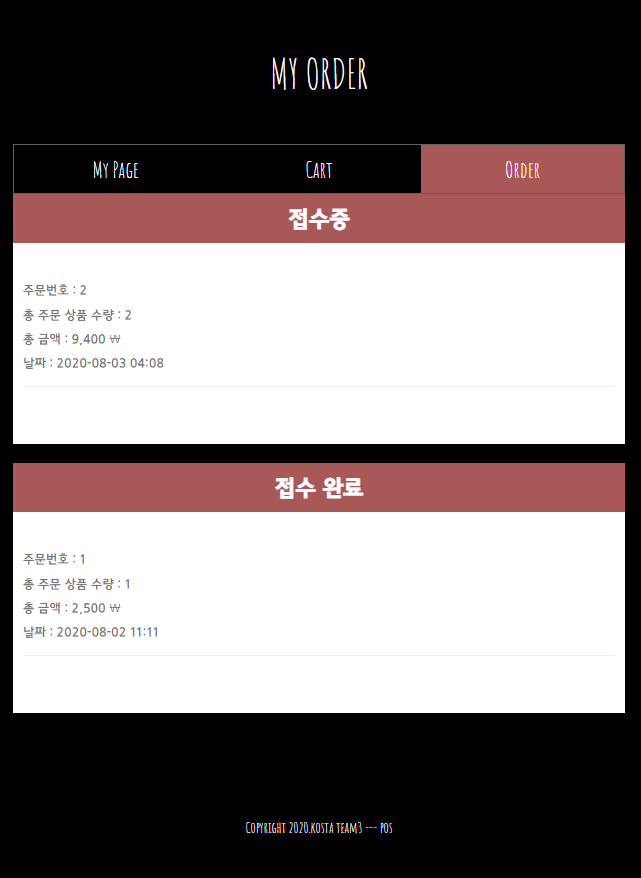 My Order
My Page
Cart
Order
접수중
주문번호 : 2
총 주문 상품 수량 : 2
총 금액 : 9,400 ₩
날짜 : 2020-08-03 04:08
접수 완료
주문번호 : 1
총 주문 상품 수량 : 1
총 금액 : 2,500 ₩
날짜 : 2020-08-02 11:11
Copyright 2020.kosta team3 --- pos